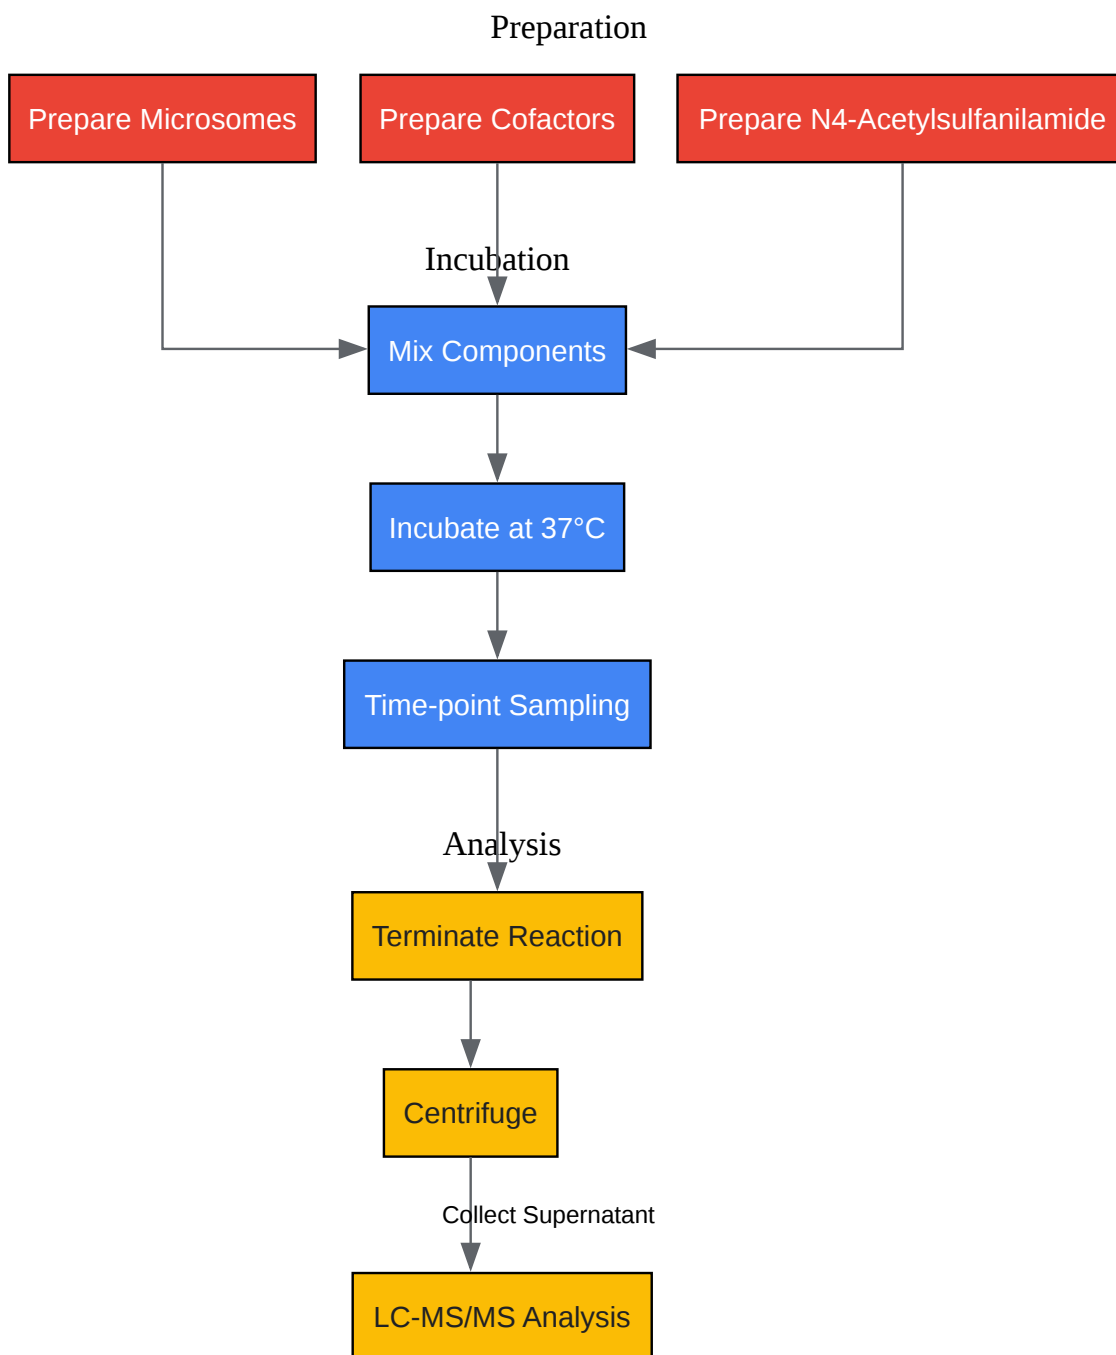 Preparation
Prepare Microsomes
Prepare Cofactors
Prepare N4-Acetylsulfanilamide
Incubation
Mix Components
Incubate at 37°C
Time-point Sampling
Analysis
Terminate Reaction
Centrifuge
Collect Supernatant
LC-MS/MS Analysis